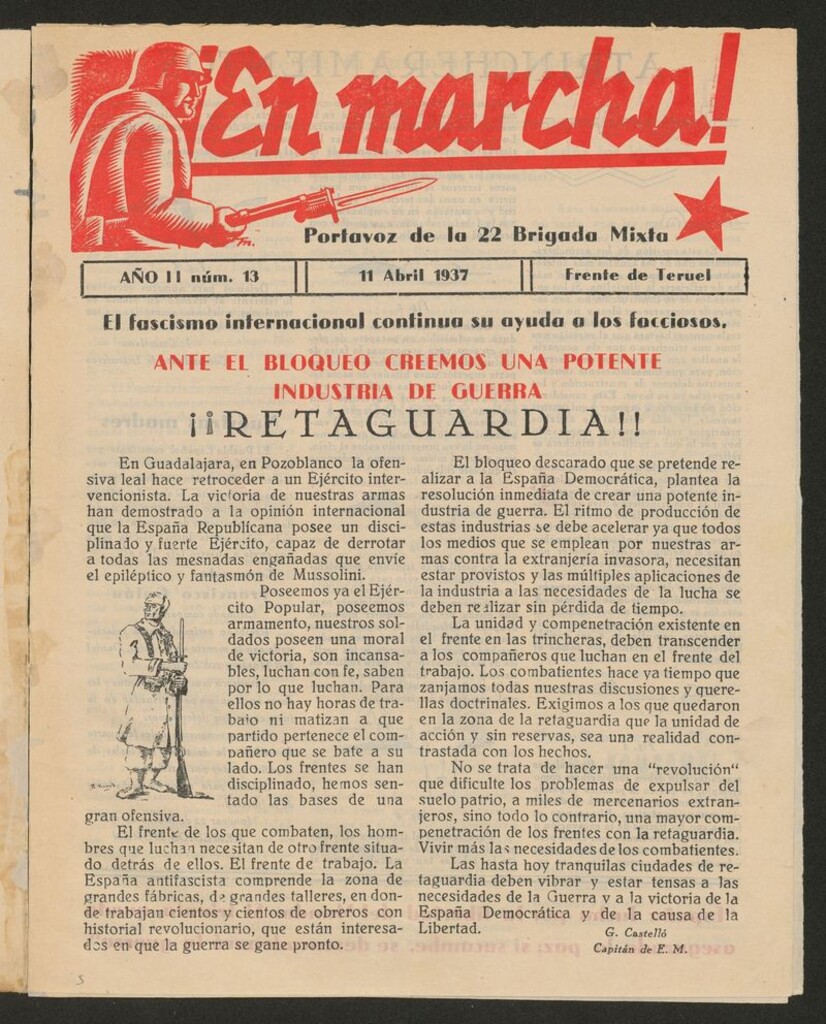 ¡En marcha!
Portavoz de la 22 Brigada Mixta
AÑO II núm. 13
11 Abril 1937
Frente de Teruel
El fascismo internacional continua su ayuda a los facciosos.
ANTE EL BLOQUEO CREEMOS UNA POTENTE
INDUSTRIA DE GUERRA
¡¡RETAGUARDIA!!
En Guadalajara, en Pozoblanco la ofen-
siva leal hace retroceder a un Ejército inter-
vencionista. La victoria de nuestras armas
han demostrado a la opinión internacional
que la España Republicana posee un disci-
plinado y fuerte Ejército, capaz de derrotar
a todas las mesnadas engañadas que envíe
el epiléptico y fantasmón de Mussolini.
Poseemos ya el Ejér-
cito Popular, poseemos
armamento, nuestros sol-
dados poseen una moral
de victoria, son incansa-
bles, luchan con fe, saben
por lo que luchan. Para
ellos no hay horas de tra-
bajo ni matizan a que
partido pertenece el com-
pañero que se bate a su
lado. Los frentes se han
disciplinado, hemos sen-
tado las bases de una
gran ofensiva.
El frente de los que combaten, los hom-
bres que luchan necesitan de otro frente situa-
do detrás de ellos. El frente de trabajo. La
España antifascista comprende la zona de
grandes fábricas, de grandes talleres, en don-
de trabajan cientos y cientos de obreros con
historial revolucionario, que están interesa-
dos en que la guerra se gane pronto.
El bloqueo descarado que se pretende re-
alizar a la España Democrática, plantea la
resolución inmediata de crear una potente in-
dustria de guerra. El ritmo de producción de
estas industrias se debe acelerar ya que todos
los medios que se emplean por nuestras ar-
mas contra la extranjería invasora, necesitan
estar provistos y las múltiples aplicaciones de
la industria a las necesidades de la lucha se
deben realizar sin pérdida de tiempo.
La unidad y compenetración existente en
el frente en las trincheras, deben transcender
a los compañeros que luchan en el frente del
trabajo. Los combatientes hace ya tiempo que
zanjamos todas nuestras discusiones y quere-
llas doctrinales. Exigimos a los que quedaron
en la zona de la retaguardia que la unidad de
acción y sin reservas, sea una realidad con-
trastada con los hechos.
No se trata de hacer una "revolución"
que dificulte los problemas de expulsar del
suelo patrio, a miles de mercenarios extran-
jeros, sino todo lo contrario, una mayor com-
penetración de los frentes con la retaguardia.
Vivir más las necesidades de los combatientes.
Las hasta hoy tranquilas ciudades de re-
taguardia deben vibrar y estar tensas a las
necesidades de la Guerra y a la victoria de la
España Democrática y de la causa de la
Libertad.
G. Castelló
Capitán de E. M.